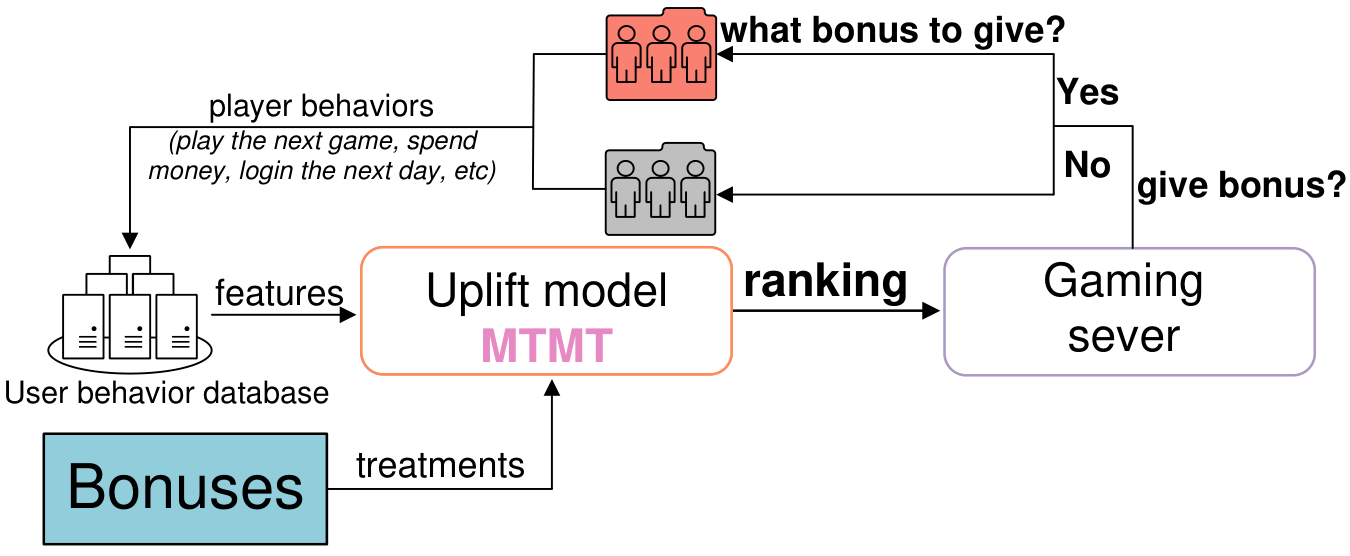 what bonus to give?
player behaviors
(play the next game, spend
money, login the next day, etc)
Yes
No
give bonus?
features
Uplift model
MTMT
ranking
Gaming
sever
User behavior database
Bonuses
treatments